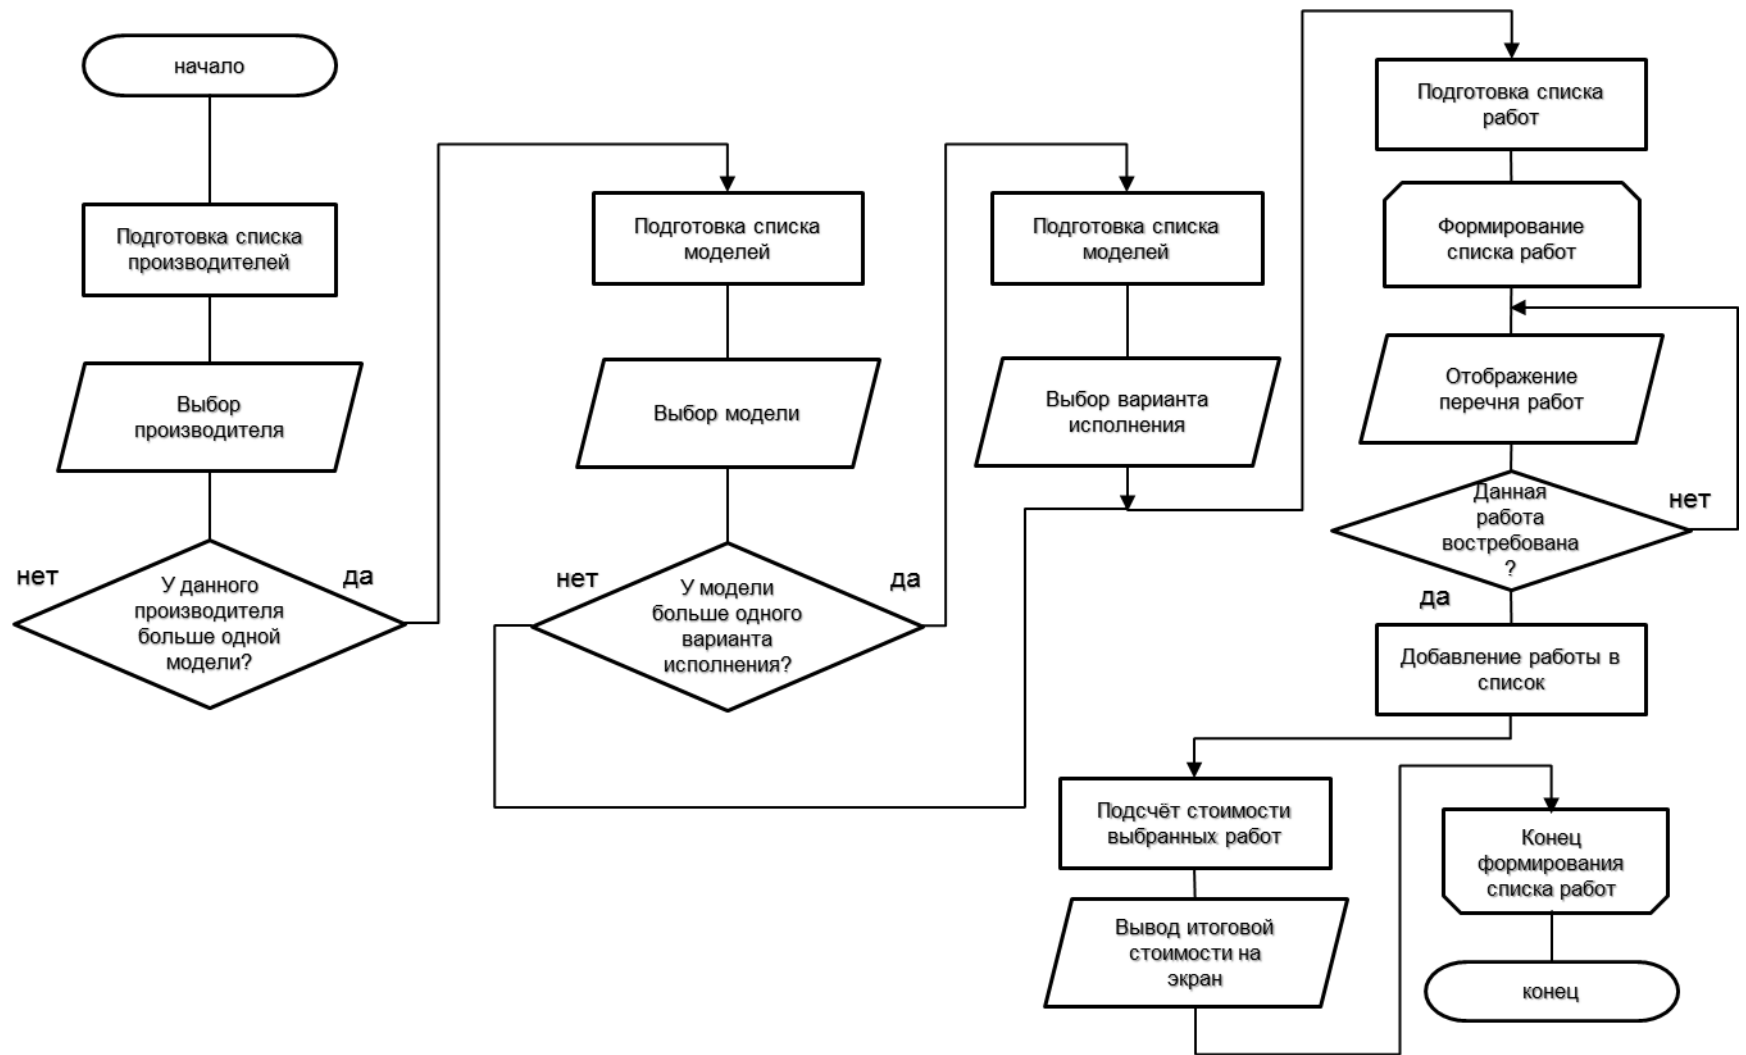 начало
Подготовка списка
производителей
Выбор
производителя
нет
да
У данного
производителя
больше одной
модели?
Подготовка списка
моделей
Выбор модели
нет
да
У модели
больше одного
варианта
исполнения?
Подготовка списка
моделей
Выбор варианта
исполнения
Подготовка списка
работ
Формирование
списка работ
Отображение
перечня работ
Данная
работа
востребована
?
нет
да
Добавление работы в
список
Подсчёт стоимости
выбранных работ
Вывод итоговой
стоимости на
экран
Конец
формирования
списка работ
конец